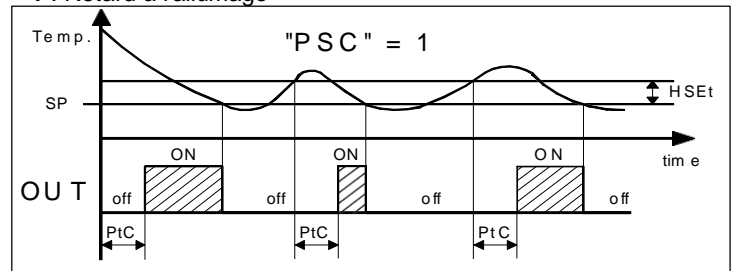 Temp.
"PSC" = 1
HSEt
SP
time
ON ON ON
OUT
off off off off
PtC PtC PtC